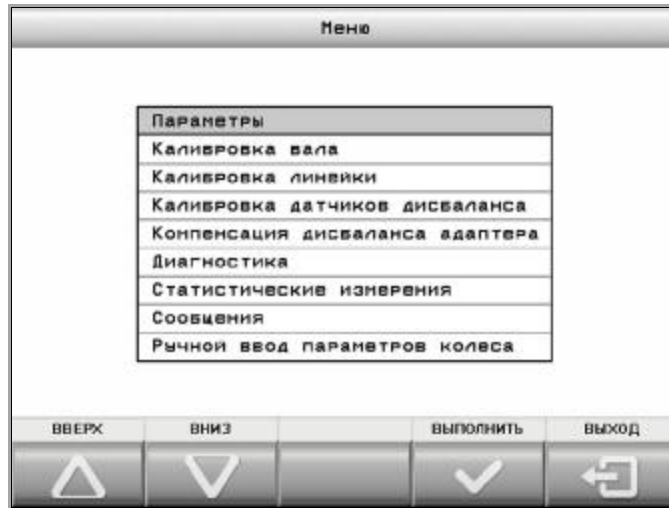 Меню
Параметры
Калибровка вала
Калибровка линейки
Калибровка датчиков дисбаланса
Компенсация дисбаланса адаптера
Диагностика
Статистические измерения
Сообщения
Ручной ввод параметров колеса
ВВЕРХ ВНИЗ ВЫПОЛНИТЬ ВЫХОД